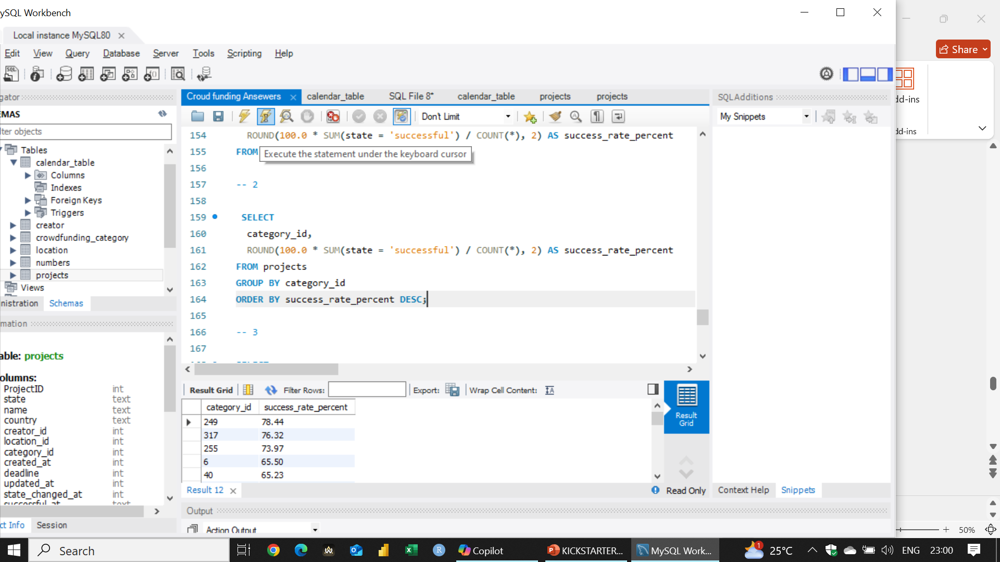 ySQL Workbench
Local instance MySQL80
Edit View Query Database Server Tools Scripting Help
Share
dd-ins
dd-ins
gator
EMAS
lter objects
Tables
calendar_table
Columns
Indexes
Foreign Keys
Triggers
creator
crowdfunding_category
location
numbers
projects
Views
nistration Schemas
mation
able: projects
olumns:
ProjectID int
state text
name text
country text
creator_id int
location_id int
category_id int
created_at int
deadline int
updated_at int
state_changed_at int
successful_at text
ct Info Session
Croud funding Ansewers calendar_table SQL File 8* calendar_table projects projects
Don't Limit
154 ROUND(100.0 * SUM(state = 'successful') / COUNT(*), 2) AS success_rate_percent
155 FROM
Execute the statement under the keyboard cursor
156
157 -- 2
158
159 SELECT
160 category_id,
161 ROUND(100.0 * SUM(state = 'successful') / COUNT(*), 2) AS success_rate_percent
162 FROM projects
163 GROUP BY category_id
164 ORDER BY success_rate_percent DESC;
165
166 -- 3
167
Result Grid Filter Rows: Export: Wrap Cell Content:
category_id success_rate_percent
249 78.44
317 76.32
255 73.97
6 65.50
40 65.23
Result Grid
Result 12
Read Only
Output
Action Output
SQLAdditions
My Snippets
Context Help Snippets
50%
Search
Copilot
KICKSTARTER...
MySQL Work...
1
25°C
ENG
23:00